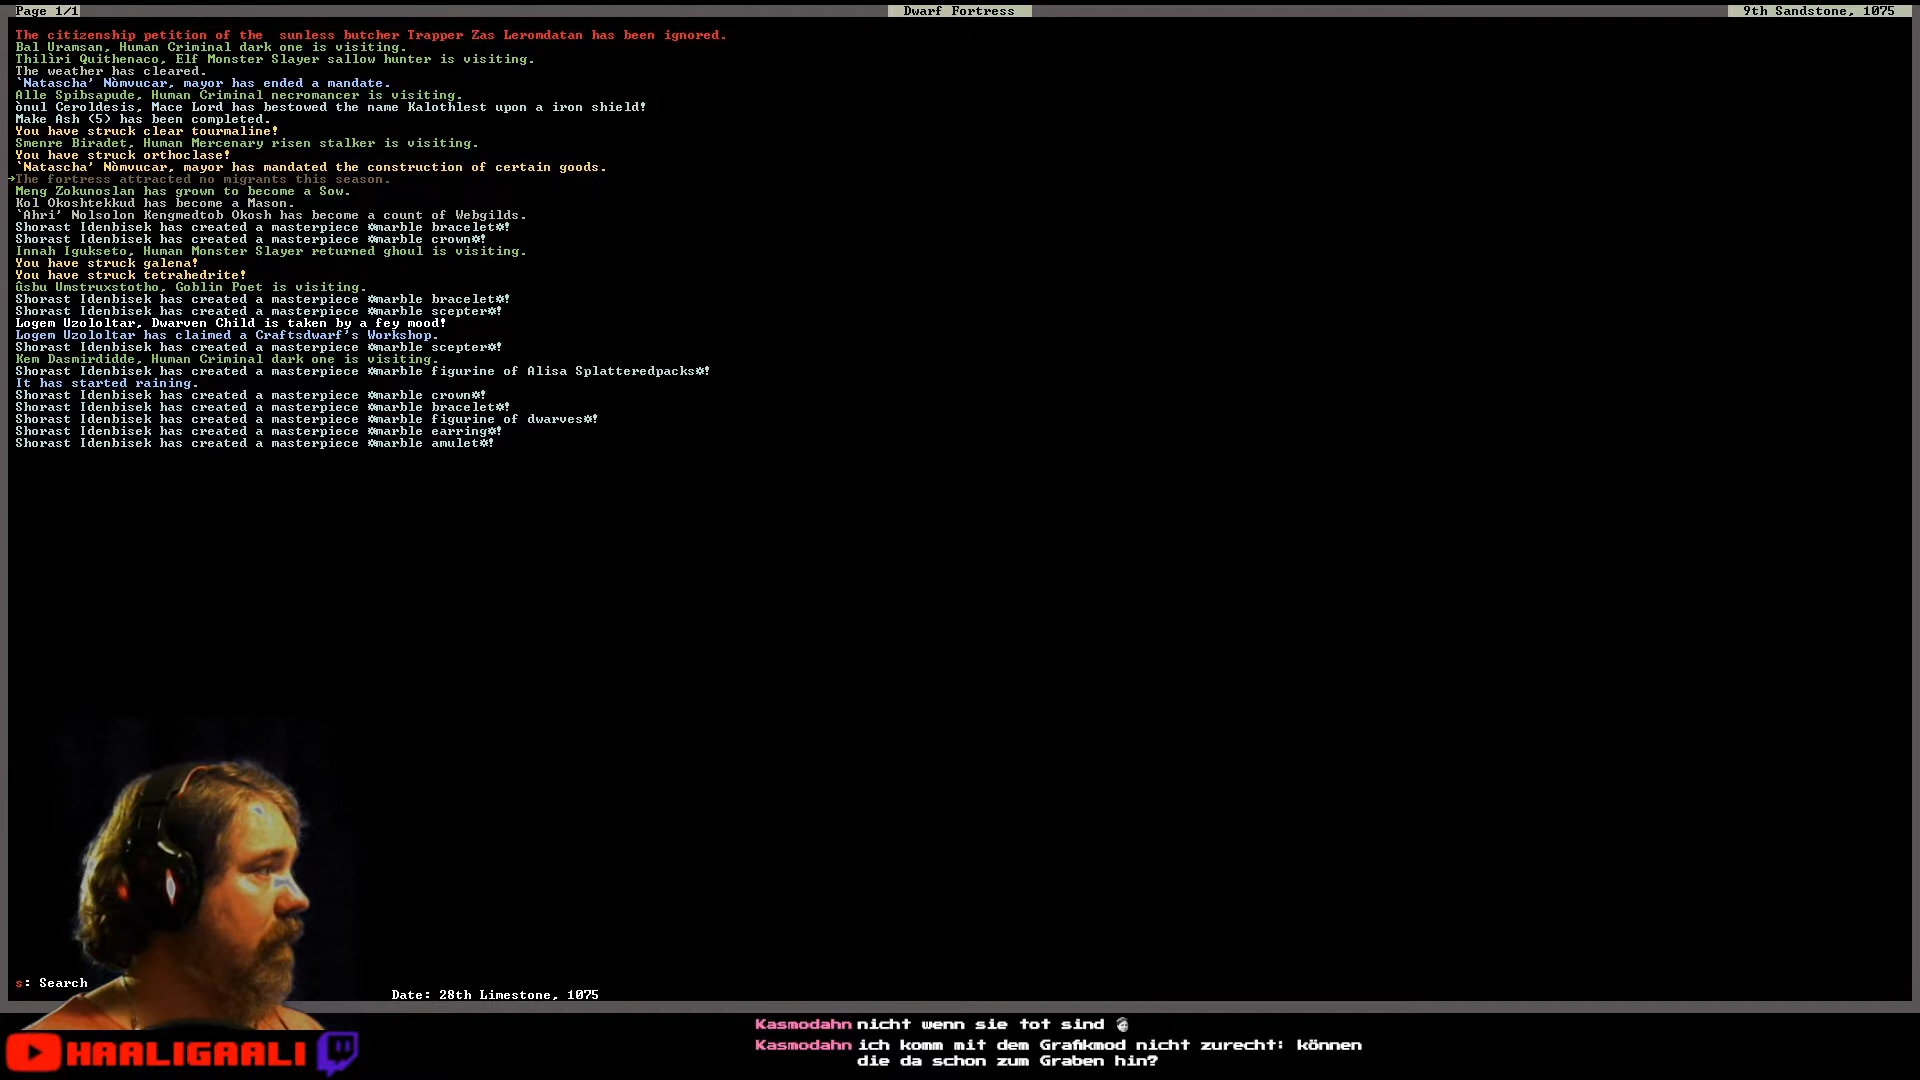 Page 1/1
Dwarf Fortress
9th Sandstone, 1075
The citizenship petition of the  sunless butcher Trapper Zas Leromdatan has been ignored.
Bal Uramsan, Human Criminal dark one is visiting.
Thilìri Quithenaco, Elf Monster Slayer sallow hunter is visiting.
The weather has cleared.
`Natascha' Nòmvucar, mayor has ended a mandate.
Alle Spibsapude, Human Criminal necromancer is visiting.
ònul Ceroldesis, Mace Lord has bestowed the name Kalothlest upon a iron shield!
Make Ash (5) has been completed.
You have struck clear tourmaline!
Smenre Biradet, Human Mercenary risen stalker is visiting.
You have struck orthoclase!
`Natascha' Nòmvucar, mayor has mandated the construction of certain goods.
→The fortress attracted no migrants this season.
Meng Zokunoslan has grown to become a Sow.
Kol Okoshtekkud has become a Mason.
`Ahri' Nolsolon Kengmedtob Okosh has become a count of Webgilds.
Shorast Idenbisek has created a masterpiece ☼marble bracelet☼!
Shorast Idenbisek has created a masterpiece ☼marble crown☼!
Innah Igukseto, Human Monster Slayer returned ghoul is visiting.
You have struck galena!
You have struck tetrahedrite!
ûsbu Umstruxstotho, Goblin Poet is visiting.
Shorast Idenbisek has created a masterpiece ☼marble bracelet☼!
Shorast Idenbisek has created a masterpiece ☼marble scepter☼!
Logem Uzololtar, Dwarven Child is taken by a fey mood!
Logem Uzololtar has claimed a Craftsdwarf's Workshop.
Shorast Idenbisek has created a masterpiece ☼marble scepter☼!
Kem Dasmirdidde, Human Criminal dark one is visiting.
Shorast Idenbisek has created a masterpiece ☼marble figurine of Alisa Splatteredpacks☼!
It has started raining.
Shorast Idenbisek has created a masterpiece ☼marble crown☼!
Shorast Idenbisek has created a masterpiece ☼marble bracelet☼!
Shorast Idenbisek has created a masterpiece ☼marble figurine of dwarves☼!
Shorast Idenbisek has created a masterpiece ☼marble earring☼!
Shorast Idenbisek has created a masterpiece ☼marble amulet☼!
s: Search
Date: 28th Limestone, 1075
Kasmodahn nicht wenn sie tot sind
Kasmodahn ich komm mit dem Grafikmod nicht zurecht: können
die da schon zum Graben hin?
HAALIGAALI